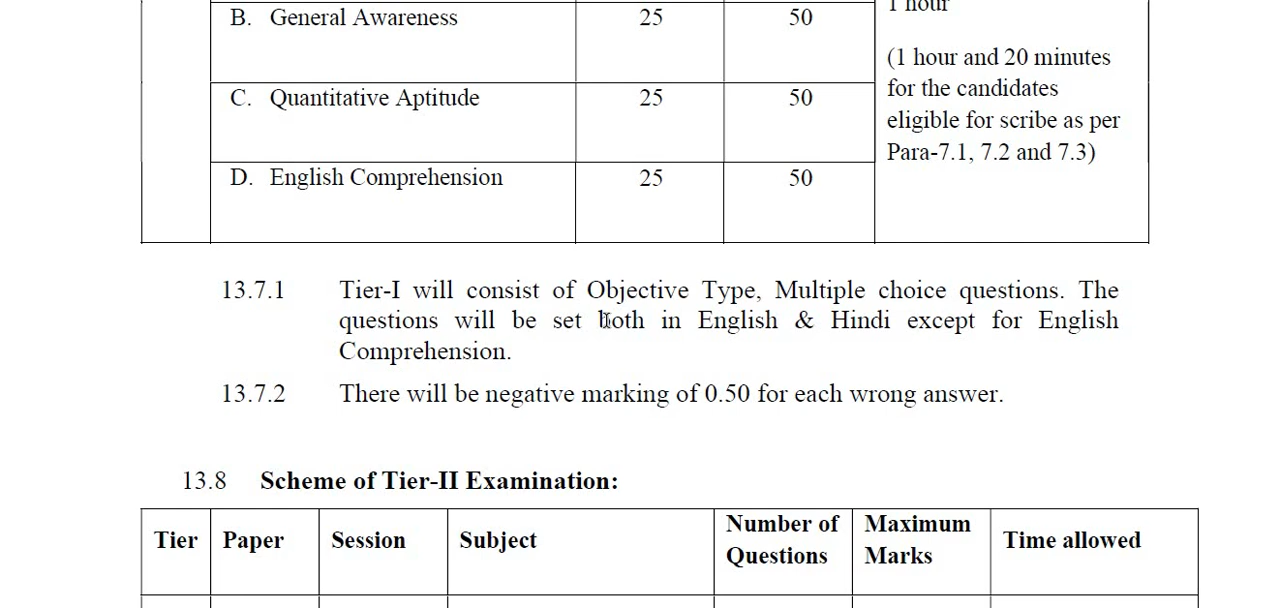 B. General Awareness 25 50 1 hour
(1 hour and 20 minutes
for the candidates
eligible for scribe as per
Para-7.1, 7.2 and 7.3)
C. Quantitative Aptitude 25 50
D. English Comprehension 25 50
13.7.1 Tier-I will consist of Objective Type, Multiple choice questions. The
questions will be set both in English & Hindi except for English
Comprehension.
13.7.2 There will be negative marking of 0.50 for each wrong answer.
13.8 Scheme of Tier-II Examination:
Tier Paper Session Subject Number of Questions Maximum Marks Time allowed